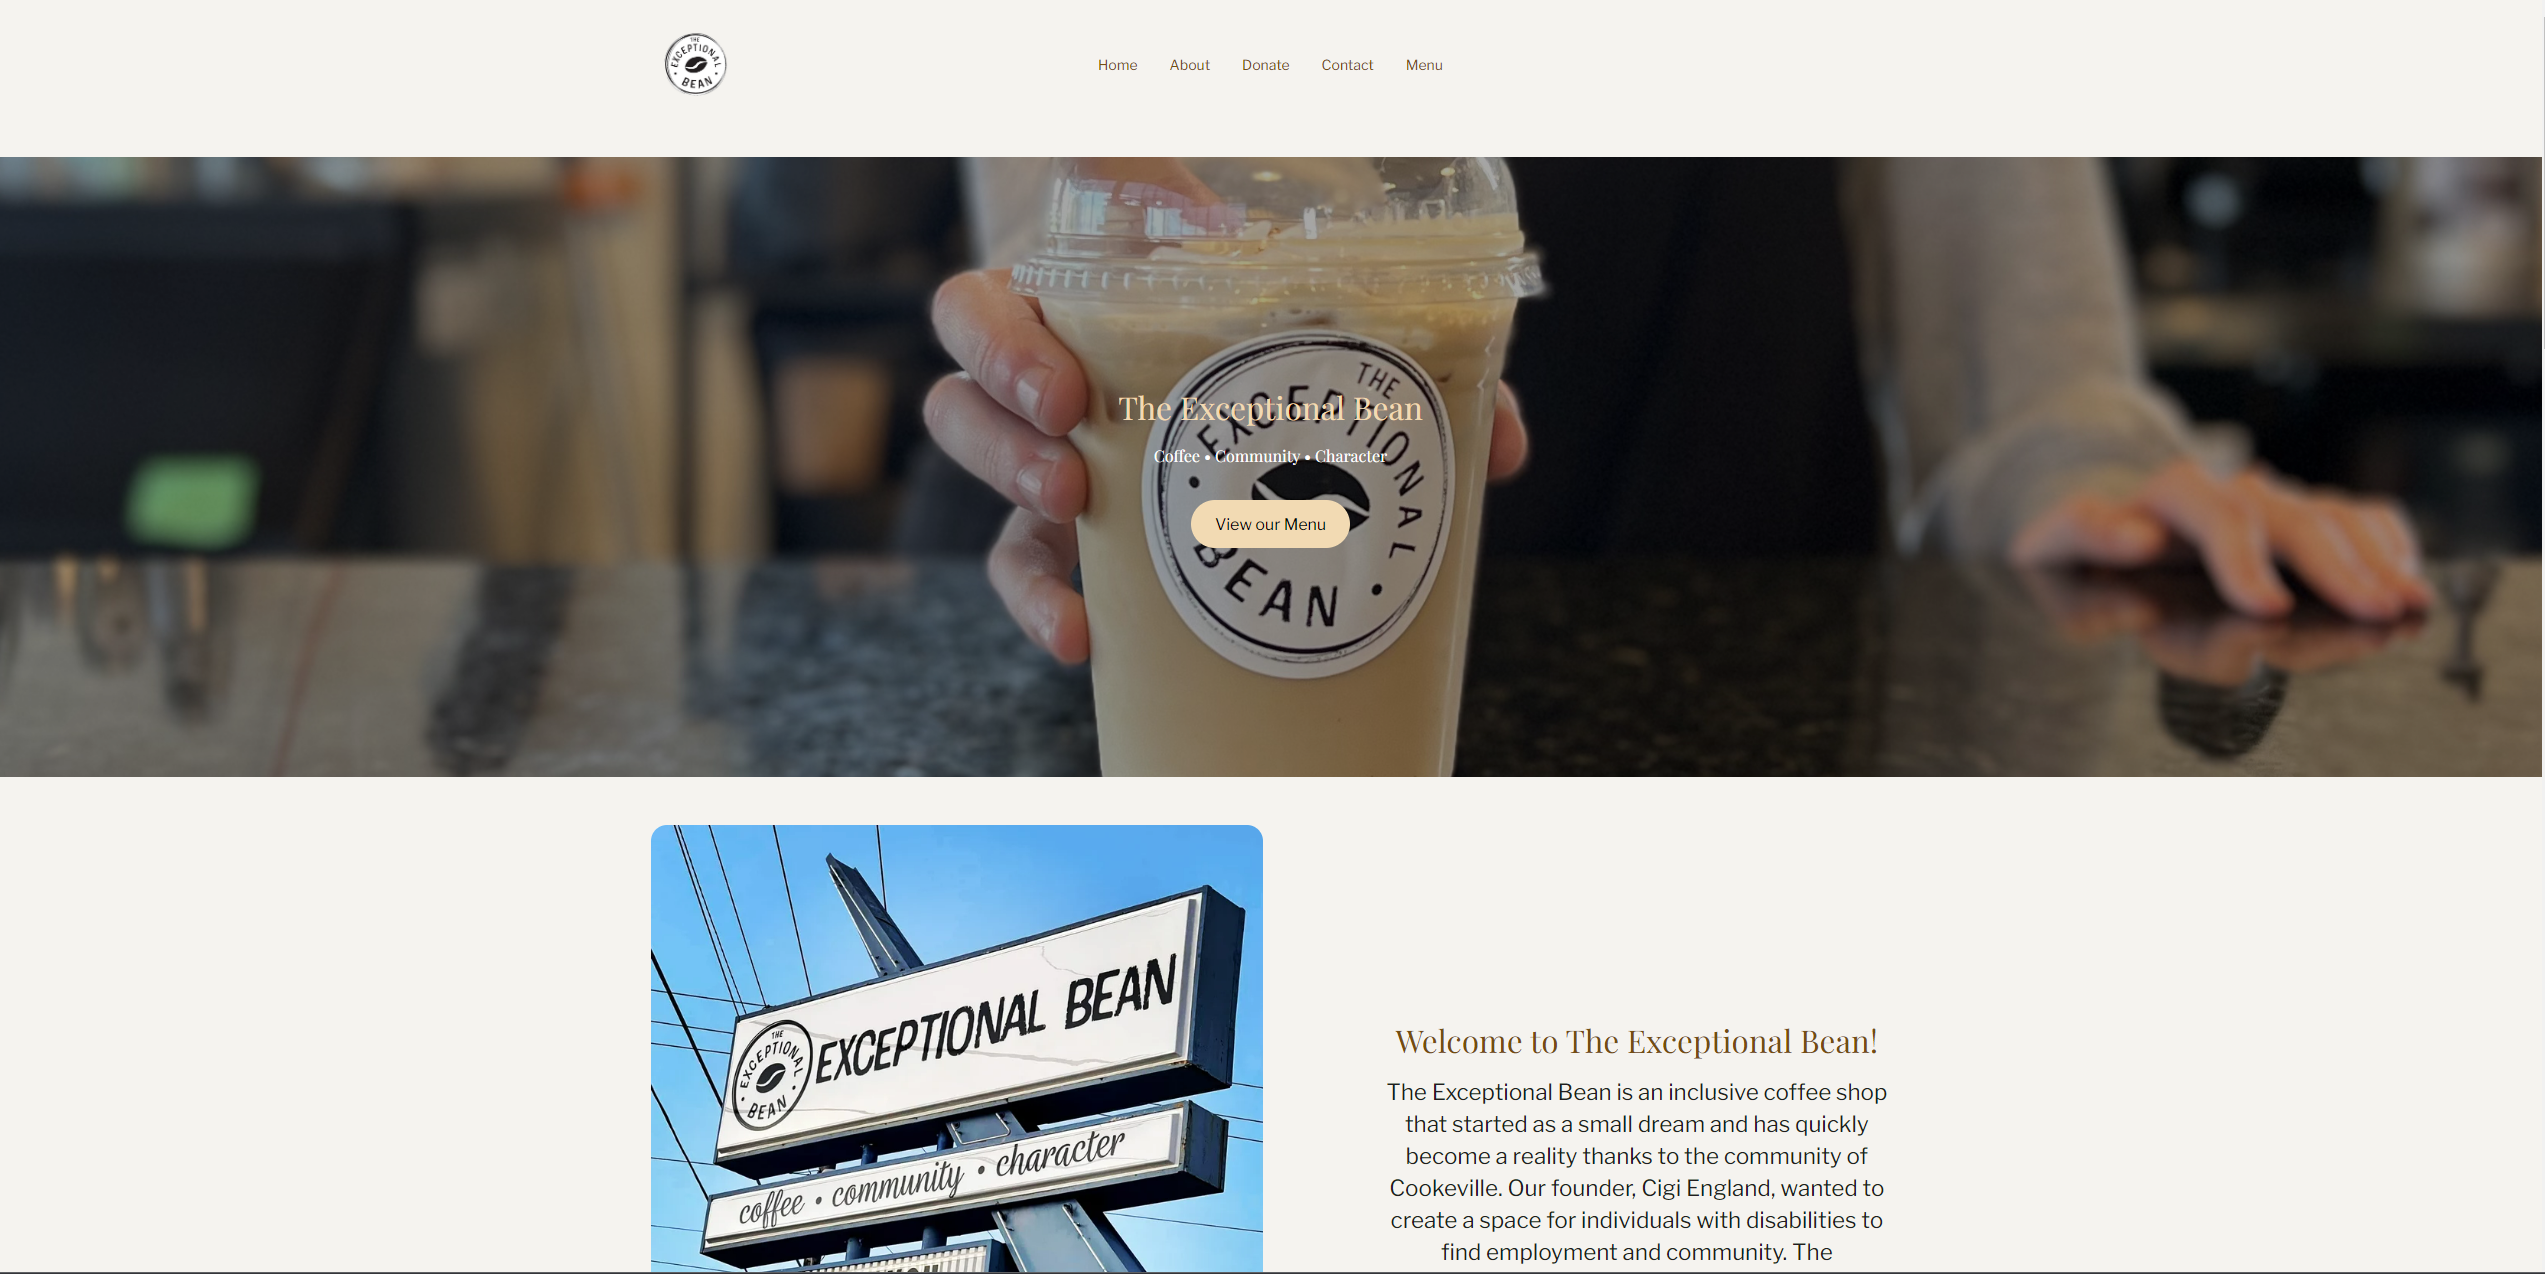 THE
EXCEPTIONAL
BEAN
Home
About
Donate
Contact
Menu
THE
EXCEPTIONAL
BEAN
The Exceptional Bean
Coffee • Community • Character
View our Menu
THE
EXCEPTIONAL
BEAN
EXCEPTIONAL BEAN
coffee • community • character
Welcome to The Exceptional Bean!
The Exceptional Bean is an inclusive coffee shop
that started as a small dream and has quickly
become a reality thanks to the community of
Cookeville. Our founder, Cigi England, wanted to
create a space for individuals with disabilities to
find employment and community. The